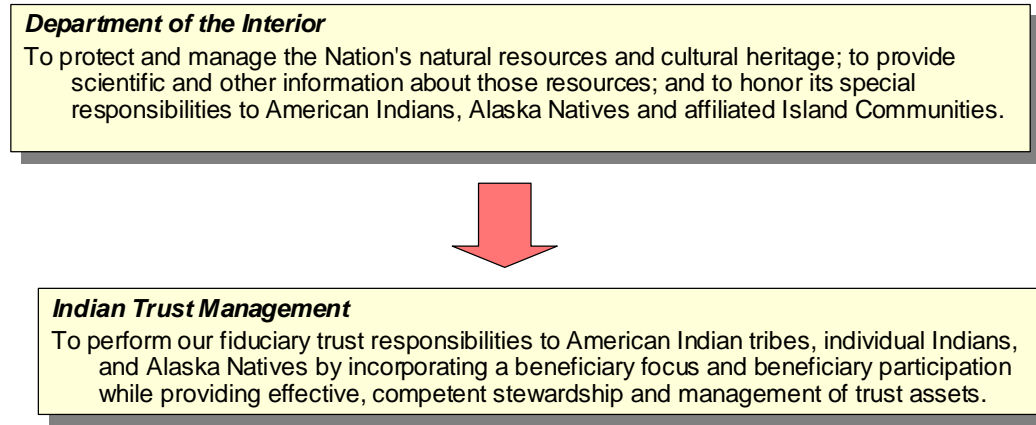 Department of the Interior
To protect and manage the Nation's natural resources and cultural heritage; to provide
scientific and other information about those resources; and to honor its special
responsibilities to American Indians, Alaska Natives and affiliated Island Communities.
Indian Trust Management
To perform our fiduciary trust responsibilities to American Indian tribes, individual Indians,
and Alaska Natives by incorporating a beneficiary focus and beneficiary participation
while providing effective, competent stewardship and management of trust assets.